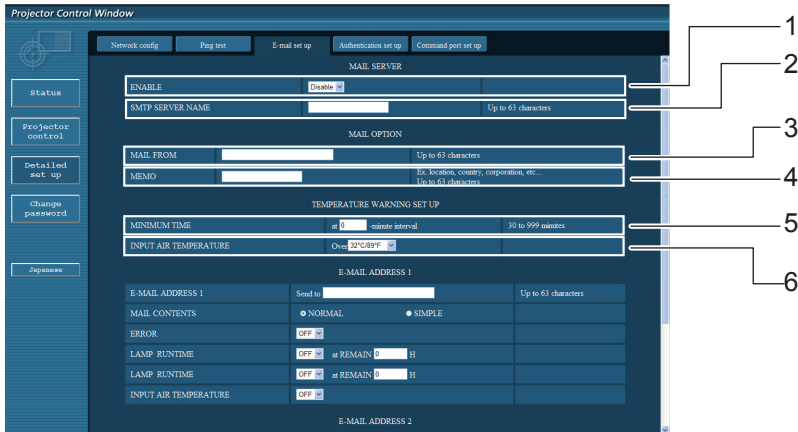 Projector Control Window
Network config Ping test E-mail set up Authentication set up Command port set up
MAIL SERVER
ENABLE Disable
1
SMTP SERVER NAME Up to 63 characters
2
MAIL OPTION
MAIL FROM Up to 63 characters
3
MEMO Ex. location, country, corporation, etc...
Up to 63 characters
4
TEMPERATURE WARNING SET UP
MINIMUM TIME at 0 -minute interval 30 to 999 minutes
5
INPUT AIR TEMPERATURE Over 32°C/89°F
6
E-MAIL ADDRESS 1
E-MAIL ADDRESS 1 Send to Up to 63 characters
MAIL CONTENTS NORMAL SIMPLE
ERROR OFF
LAMP RUNTIME OFF at REMAIN 0 H
LAMP RUNTIME OFF at REMAIN 0 H
INPUT AIR TEMPERATURE OFF
E-MAIL ADDRESS 2
Status
Projector
control
Detailed
set up
Change
password
Japanese